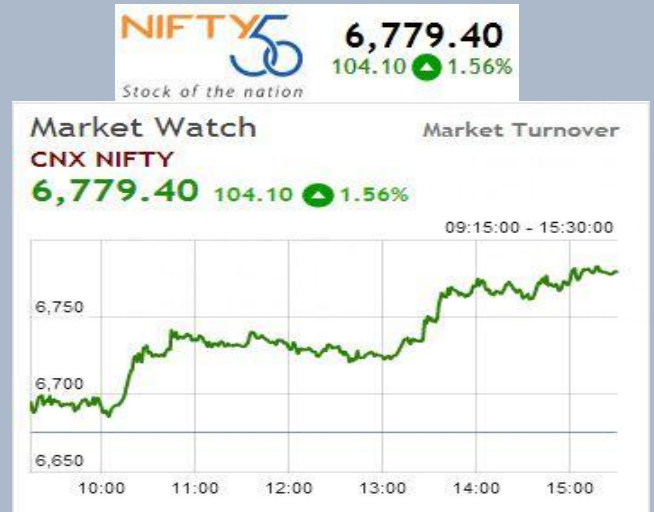 NIFTY 50
6,779.40
104.10 1.56%
Stock of the nation
Market Watch
Market Turnover
CNX NIFTY
6,779.40 104.10 1.56%
09:15:00 - 15:30:00
6,750
6,700
6,650
10:00 11:00 12:00 13:00 14:00 15:00